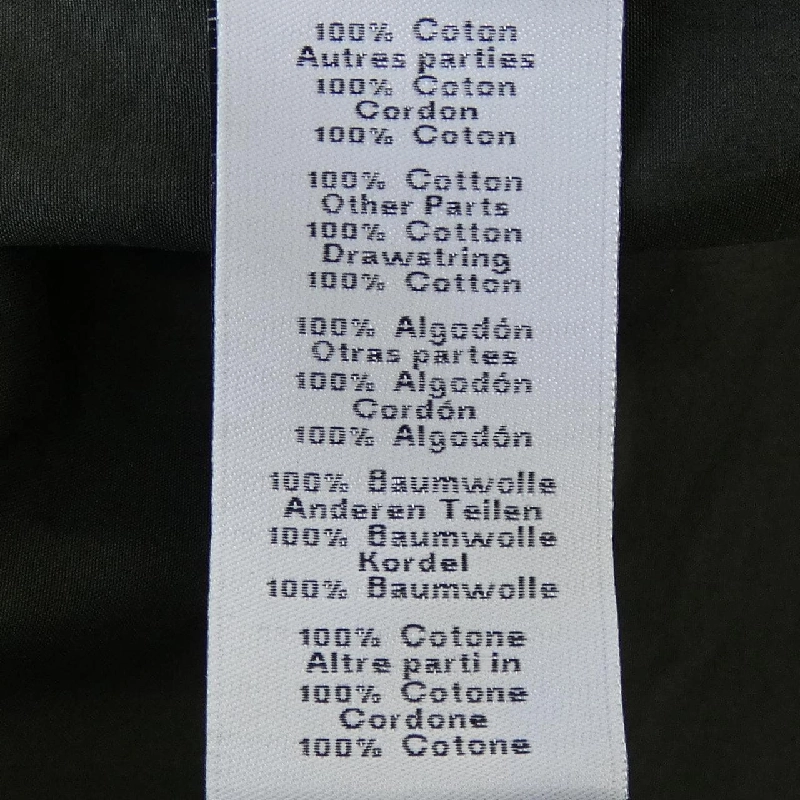 100% Coton
Autres parties
100% Coton
Cordon
100% Coton
100% Cotton
Other Parts
100% Cotton
Drawstring
100% Cotton
100% Algodón
Otras partes
100% Algodón
Cordón
100% Algodón
100% Baumwolle
Anderen Teilen
100% Baumwolle
Kordel
100% Baumwolle
100% Cotone
Altre parti in
100% Cotone
Cordone
100% Cotone